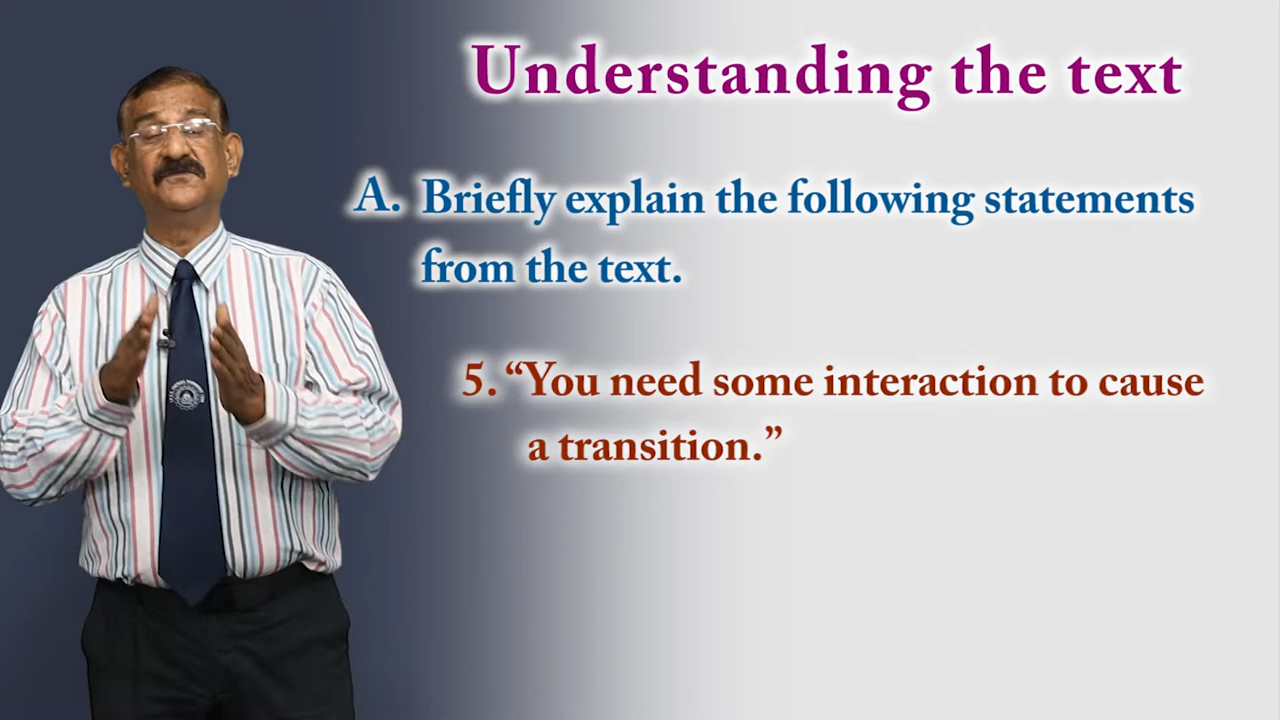 Understanding the text
A. Briefly explain the following statements
from the text.
5. “You need some interaction to cause
a transition.”